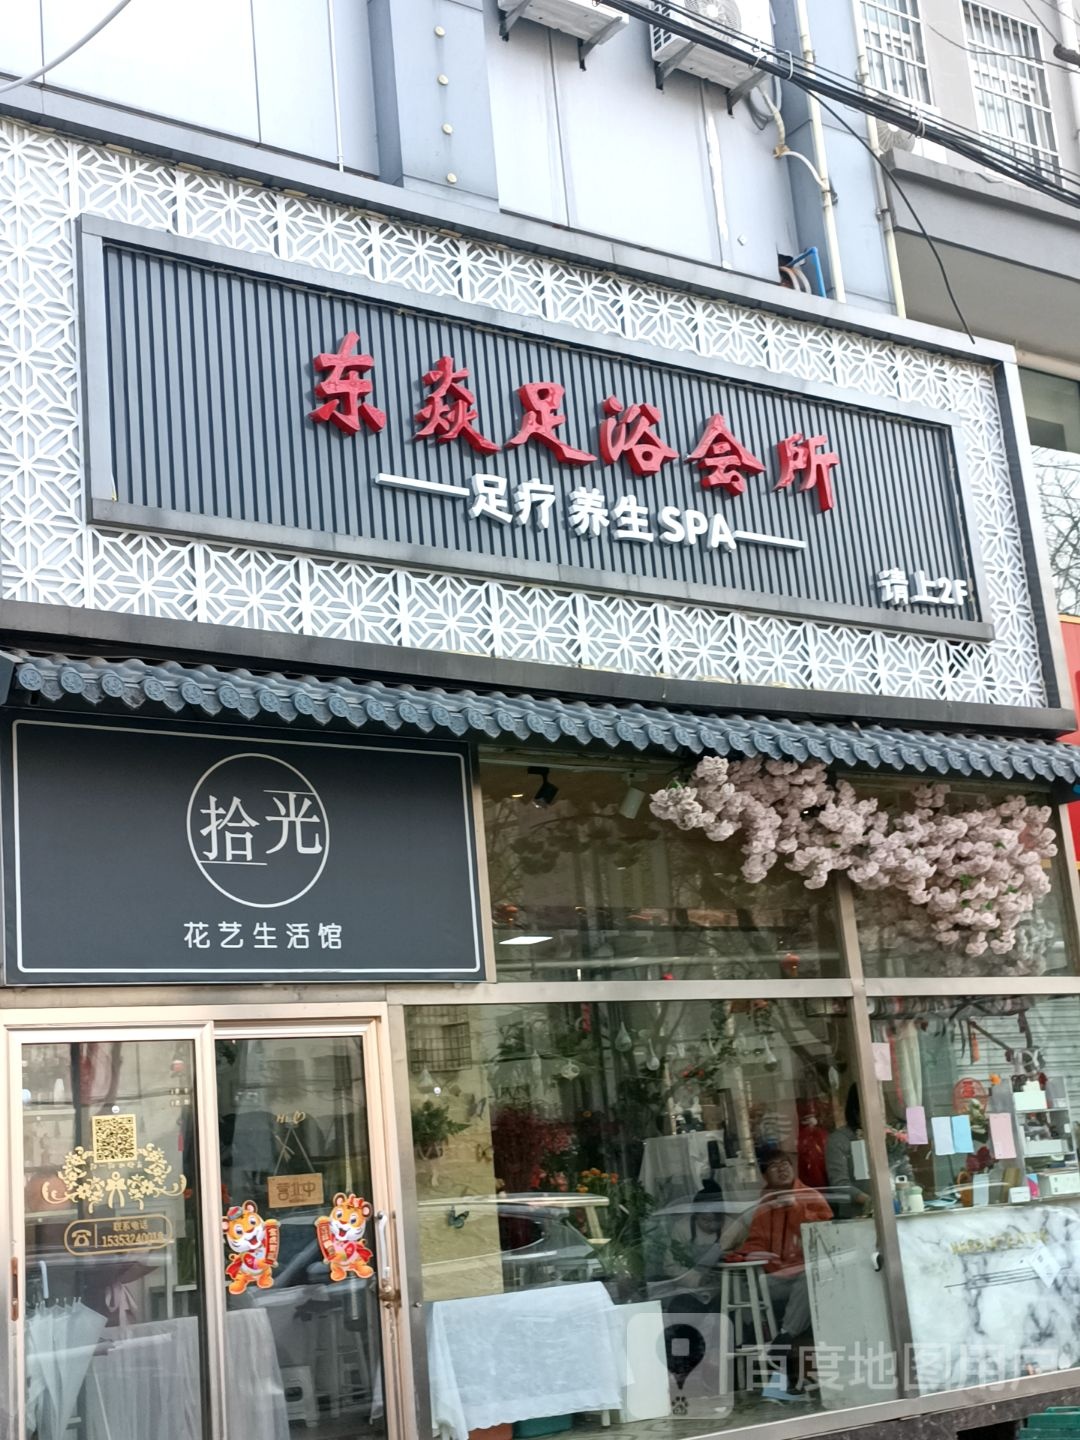 东焱足浴会所
足疗 养生SPA
请上2F
拾光
花艺生活馆
营业中
联系电话
百度地图用户